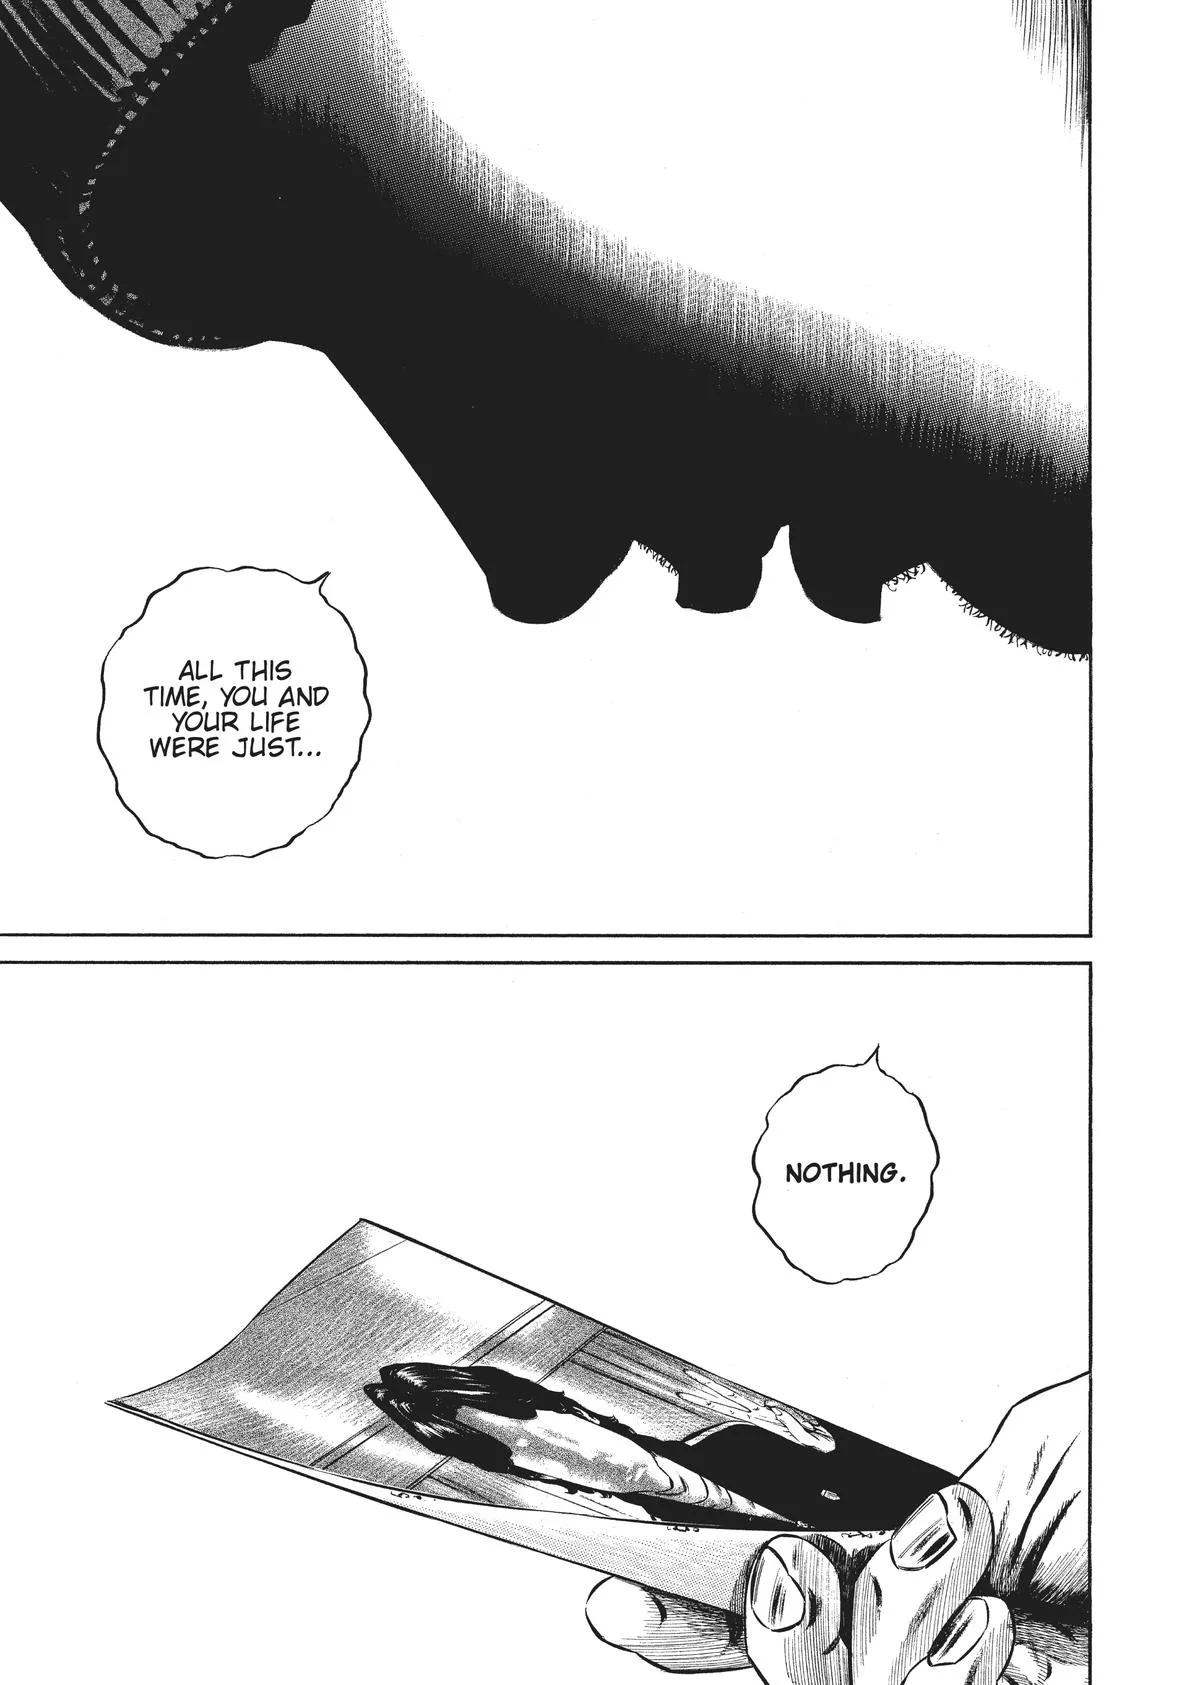 ALL THIS
TIME, YOU AND
YOUR LIFE
WERE JUST...
NOTHING.